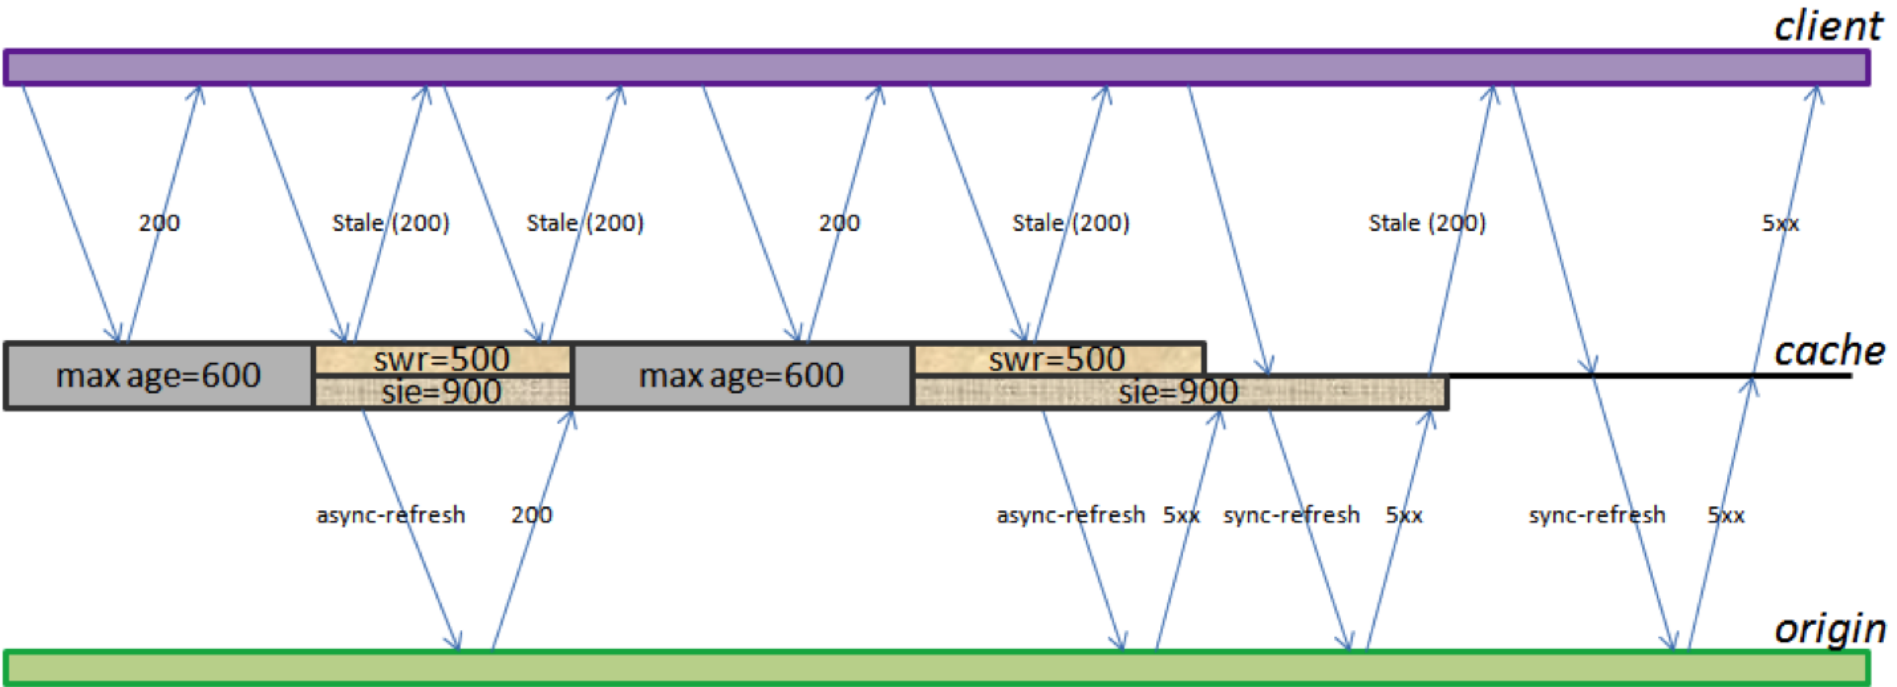 client
200
Stale (200)
Stale (200)
200
Stale (200)
Stale (200)
5xx
cache
max age=600
swr=500
sie=900
max age=600
swr=500
sie=900
async-refresh
200
async-refresh
5xx
sync-refresh
5xx
sync-refresh
5xx
origin